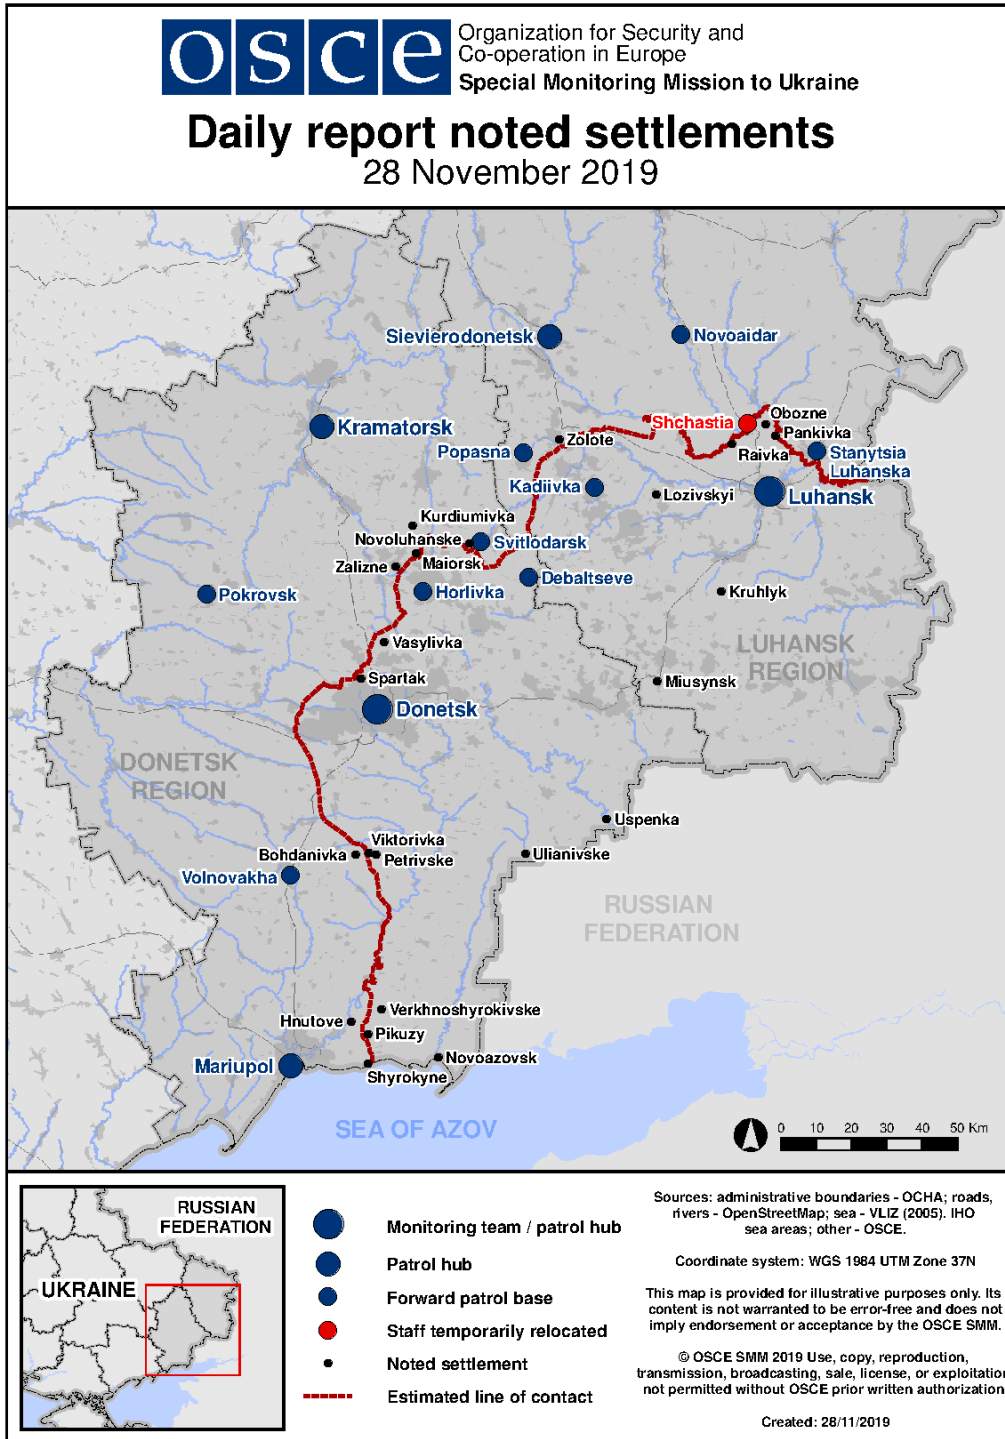 osce
Organization for Security and
Co-operation in Europe
Special Monitoring Mission to Ukraine
Daily report noted settlements
28 November 2019
Sievierodonetsk
Novoaidar
Kramatorsk
Shchastia
Obozne
Pankivka
Zolote
Raivka
Popasna
Stanytsia
Luhanska
Kadiivka
Lozivskyi
Luhansk
Kurdiumivka
Novoluhanske
Svitlodarsk
Maiorsk
Zalizne
Debaltseve
Horlivka
Pokrovsk
Kruhlyk
Vasylivka
LUHANSK
REGION
Spartak
Miusynsk
Donetsk
DONETSK
REGION
Uspenka
Viktorivka
Bohdanivka
Petrivske
Ulianivske
Volnovakha
RUSSIAN
FEDERATION
Verkhnoshyrokivske
Hnutove
Pikuzy
Novoazovsk
Mariupol
Shyrokyne
SEA OF AZOV
0 10 20 30 40 50 Km
RUSSIAN
FEDERATION
UKRAINE
Monitoring team / patrol hub
Patrol hub
Forward patrol base
Staff temporarily relocated
Noted settlement
Estimated line of contact
Sources: administrative boundaries - OCHA; roads,
rivers - OpenStreetMap; sea - VLIZ (2005). IHO
sea areas; other - OSCE.
Coordinate system: WGS 1984 UTM Zone 37N
This map is provided for illustrative purposes only. Its
content is not warranted to be error-free and does not
imply endorsement or acceptance by the OSCE SMM.
© OSCE SMM 2019 Use, copy, reproduction,
transmission, broadcasting, sale, license, or exploitation
not permitted without OSCE prior written authorization
Created: 28/11/2019